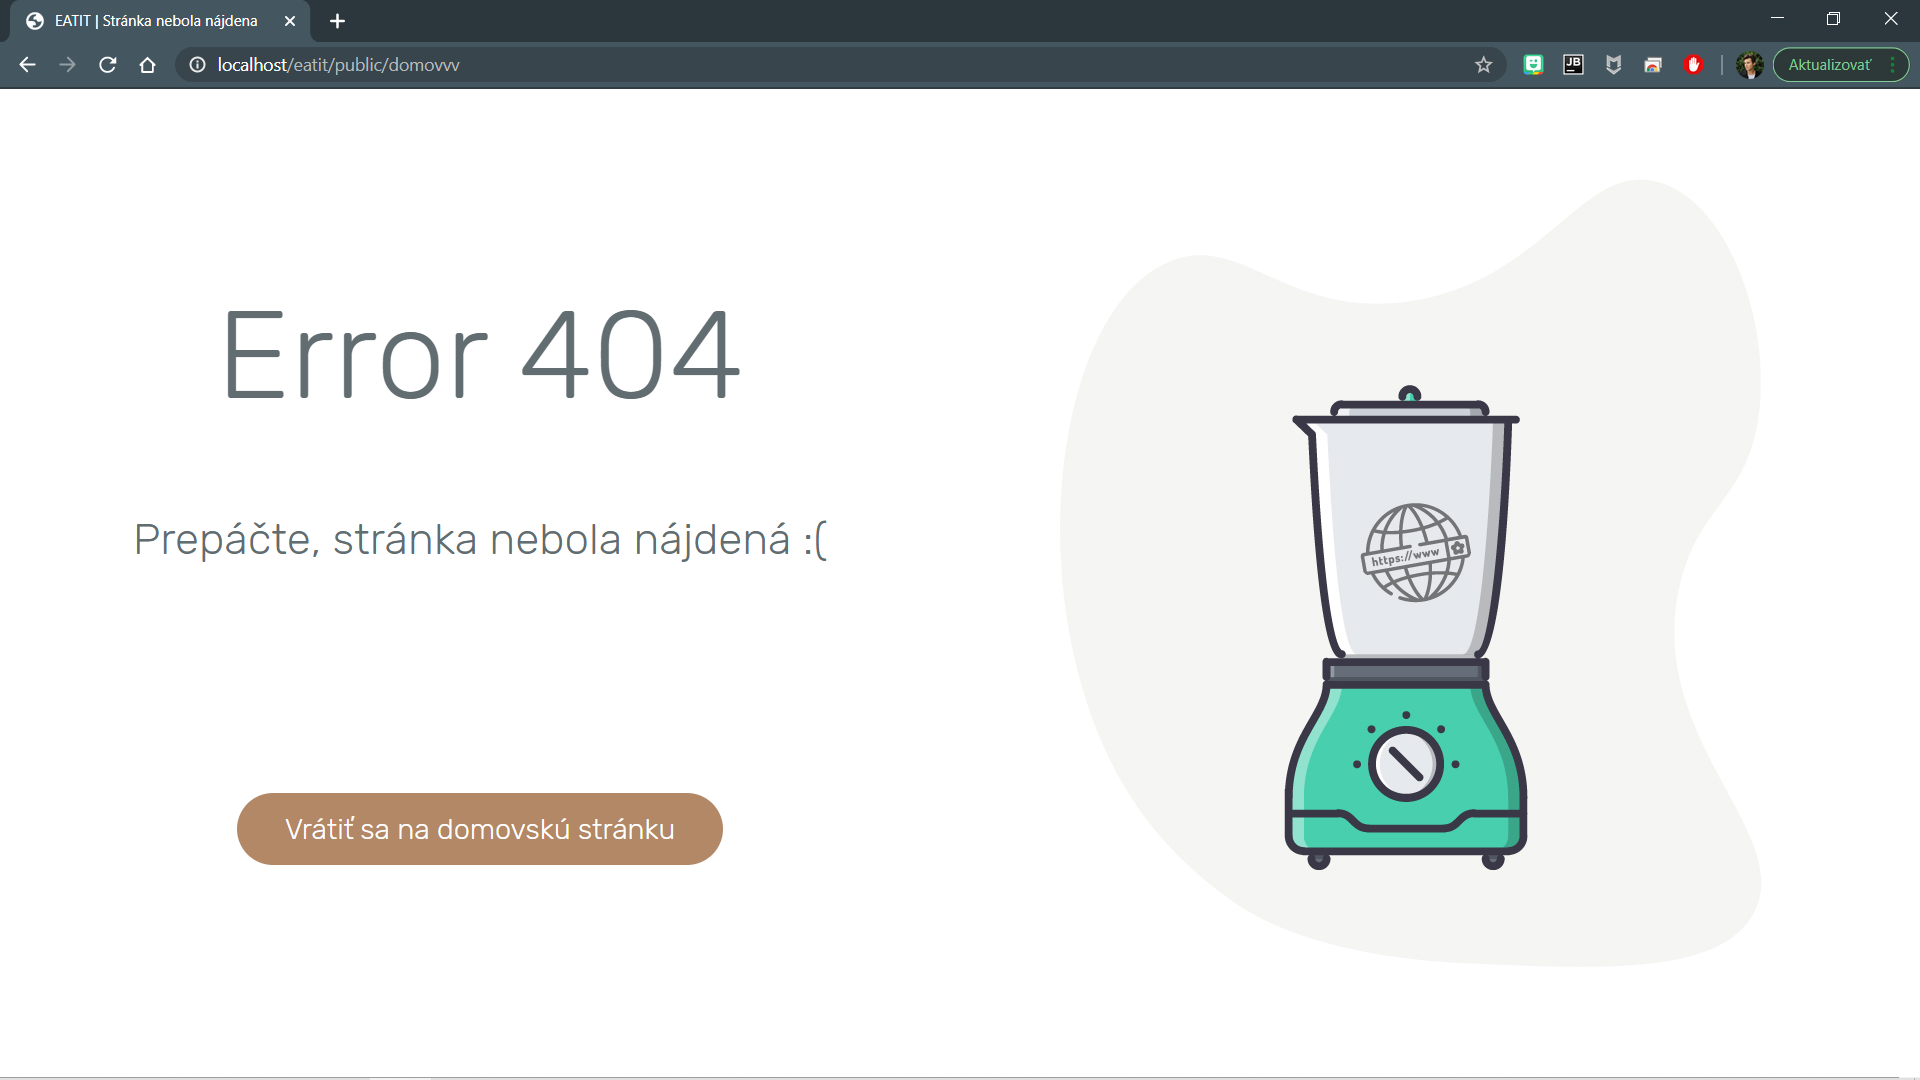 EATIT | Stránka nebola nájdena
localhost/eatit/public/domovvv
JB
Aktualizovať
Error 404
Prepáčte, stránka nebola nájdená :(
https://www
Vrátiť sa na domovskú stránku